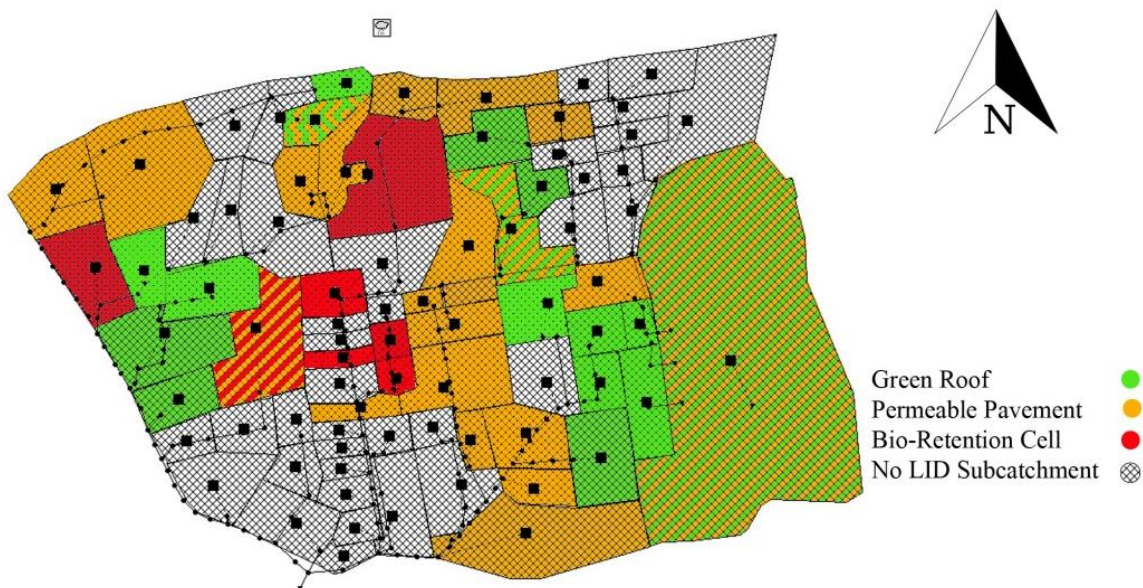 N
Green Roof
Permeable Pavement
Bio-Retention Cell
No LID Subcatchment